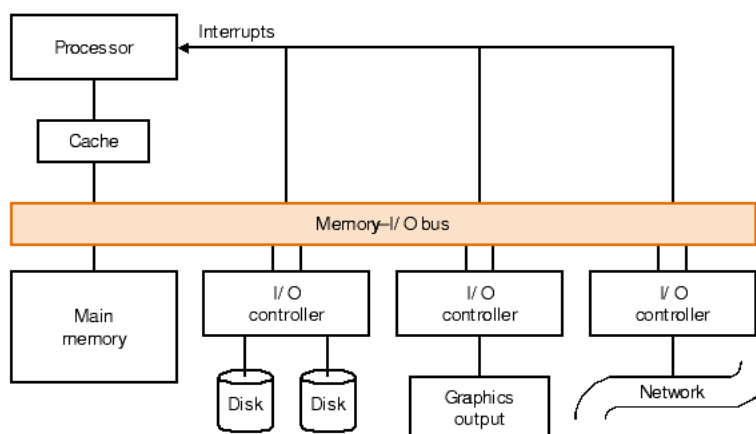 Processor
Interrupts
Cache
Memory–I/O bus
Main
memory
I/O
controller
I/O
controller
I/O
controller
Disk
Disk
Graphics
output
Network